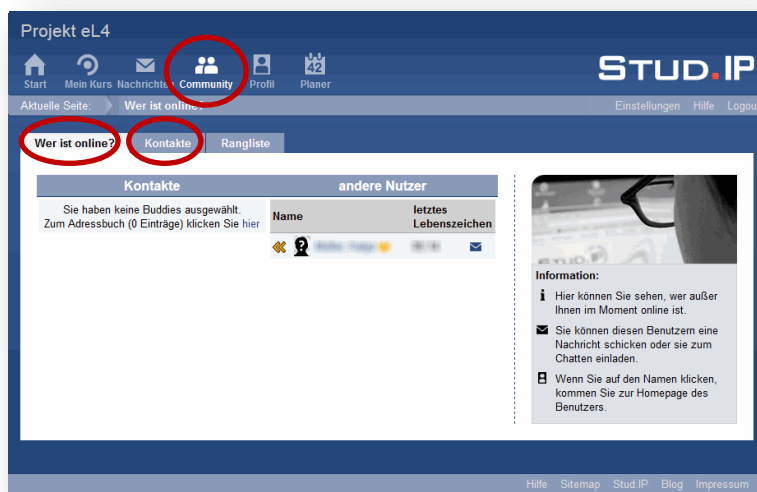 Projekt eL4
Start Mein Kurs Nachrichten Community Profil Planer
42
STUD.IP
Aktuelle Seite: Wer ist online? Einstellungen Hilfe Logou
Wer ist online? Kontakte Rangliste
Kontakte
Sie haben keine Buddies ausgewählt.
Zum Adressbuch (0 Einträge) klicken Sie hier
andere Nutzer
Name letztes
Lebenszeichen
Information:
Hier können Sie sehen, wer außer
Ihnen im Moment online ist.
Sie können diesen Benutzern eine
Nachricht schicken oder sie zum
Chatten einladen.
Wenn Sie auf den Namen klicken,
kommen Sie zur Homepage des
Benutzers.
Hilfe Sitemap Stud.IP Blog Impressum